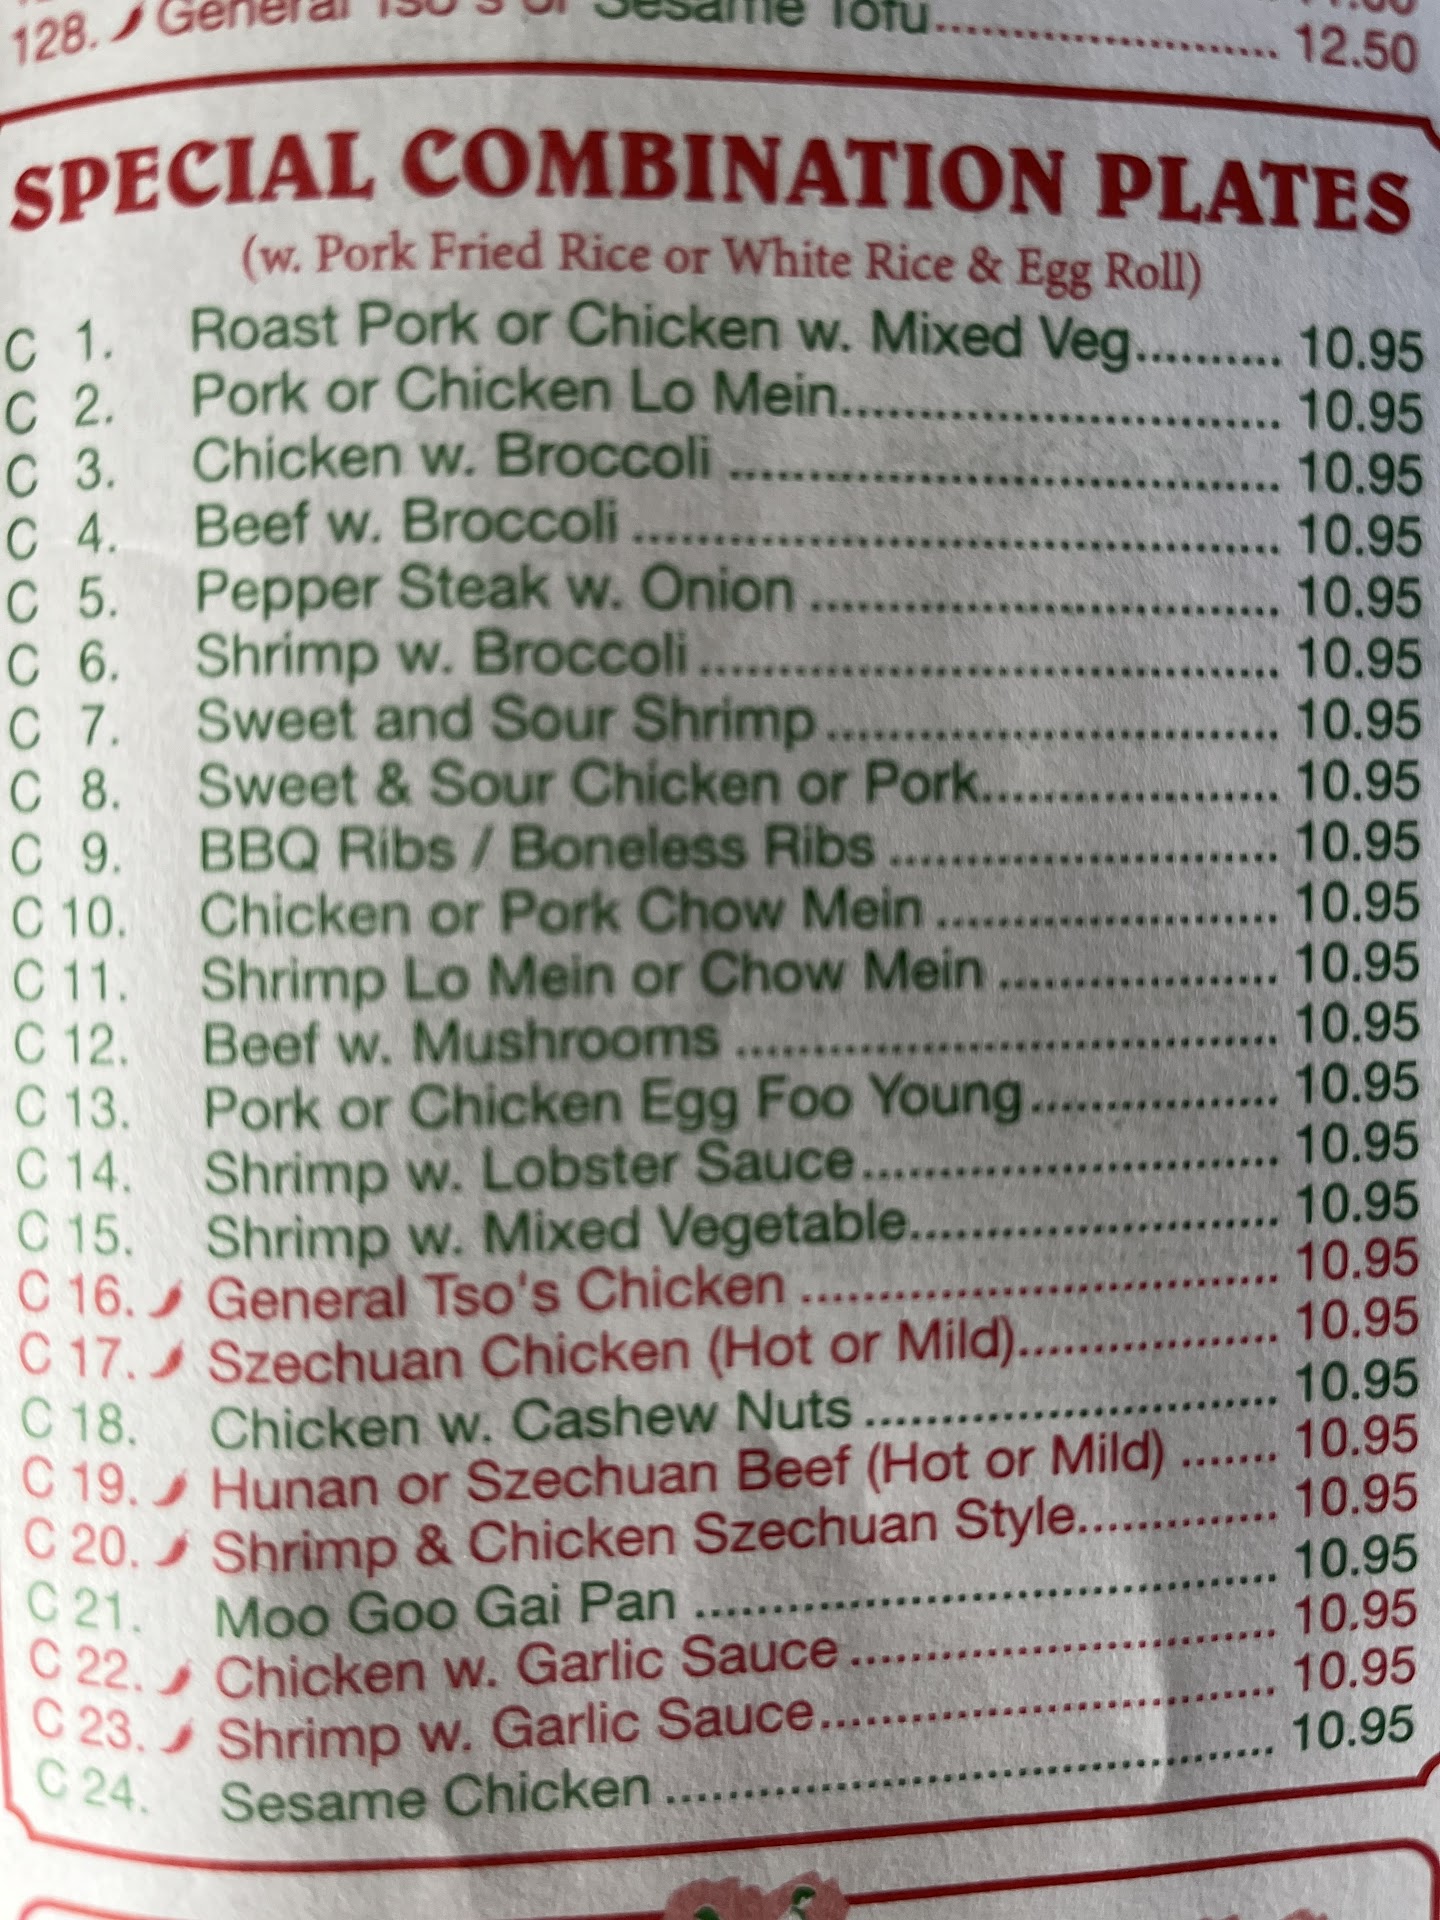 128. General Tso's or Sesame Tofu.......................... 12.50
SPECIAL COMBINATION PLATES
(w. Pork Fried Rice or White Rice & Egg Roll)
C 1. Roast Pork or Chicken w. Mixed Veg.......... 10.95
C 2. Pork or Chicken Lo Mein.............................. 10.95
C 3. Chicken w. Broccoli ..................................... 10.95
C 4. Beef w. Broccoli ........................................... 10.95
C 5. Pepper Steak w. Onion ............................... 10.95
C 6. Shrimp w. Broccoli ....................................... 10.95
C 7. Sweet and Sour Shrimp .............................. 10.95
C 8. Sweet & Sour Chicken or Pork.................... 10.95
C 9. BBQ Ribs / Boneless Ribs .......................... 10.95
C 10. Chicken or Pork Chow Mein ....................... 10.95
C 11. Shrimp Lo Mein or Chow Mein ................... 10.95
C 12. Beef w. Mushrooms .................................... 10.95
C 13. Pork or Chicken Egg Foo Young................. 10.95
C 14. Shrimp w. Lobster Sauce............................ 10.95
C 15. Shrimp w. Mixed Vegetable......................... 10.95
C 16. General Tso's Chicken ................................ 10.95
C 17. Szechuan Chicken (Hot or Mild).................. 10.95
C 18. Chicken w. Cashew Nuts ............................ 10.95
C 19. Hunan or Szechuan Beef (Hot or Mild) ....... 10.95
C 20. Shrimp & Chicken Szechuan Style.............. 10.95
C 21. Moo Goo Gai Pan ....................................... 10.95
C 22. Chicken w. Garlic Sauce ............................. 10.95
C 23. Shrimp w. Garlic Sauce............................... 10.95
C 24. Sesame Chicken ......................................... 10.95